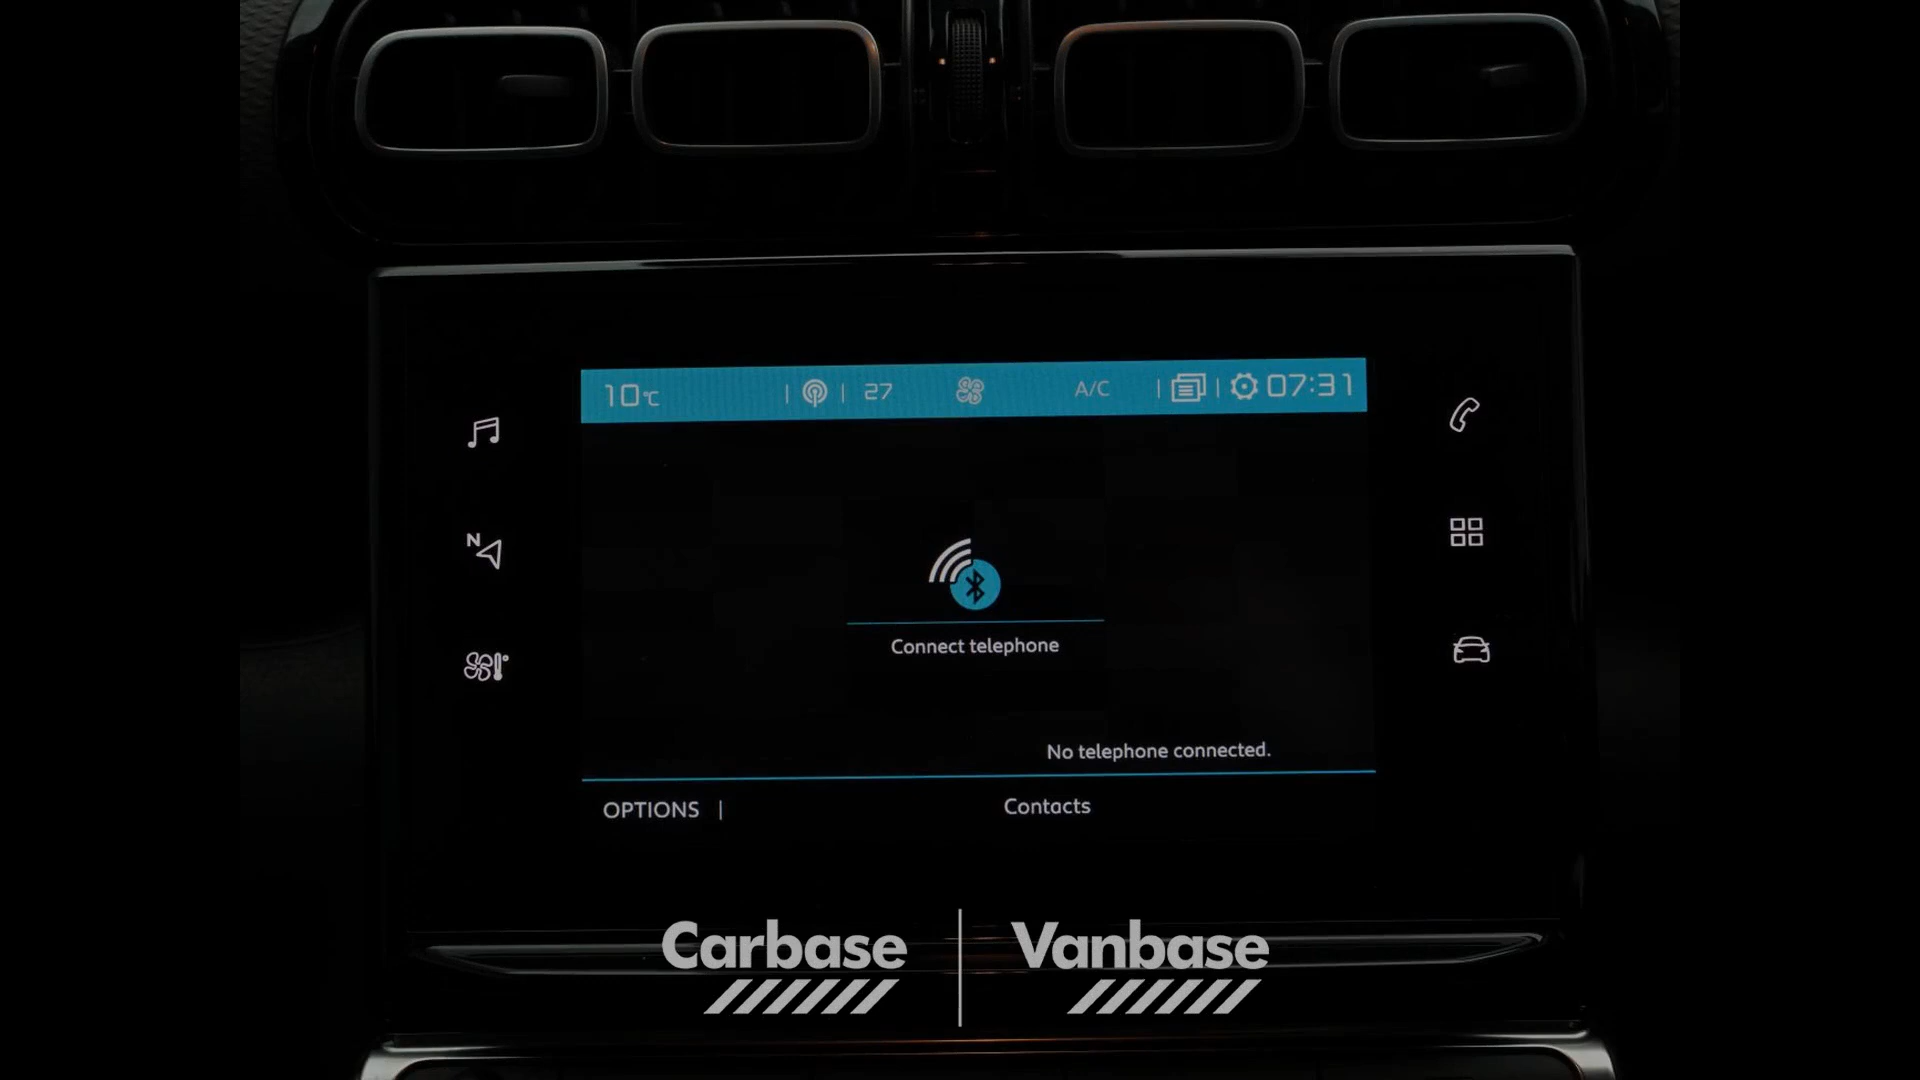 10°C | | 27 A/C | | 07:31
N
Connect telephone
No telephone connected.
OPTIONS | Contacts
Carbase | Vanbase